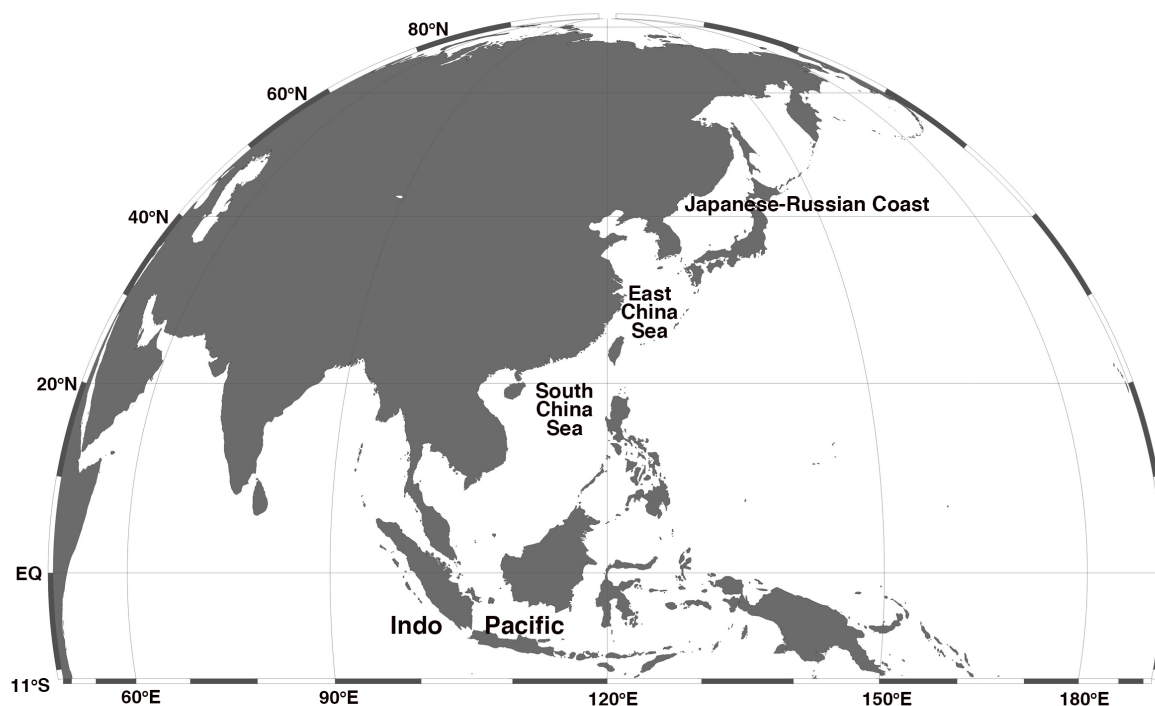 80°N
60°N
40°N
Japanese-Russian Coast
East
China
Sea
20°N
South
China
Sea
EQ
Indo Pacific
11°S
60°E 90°E 120°E 150°E 180°E